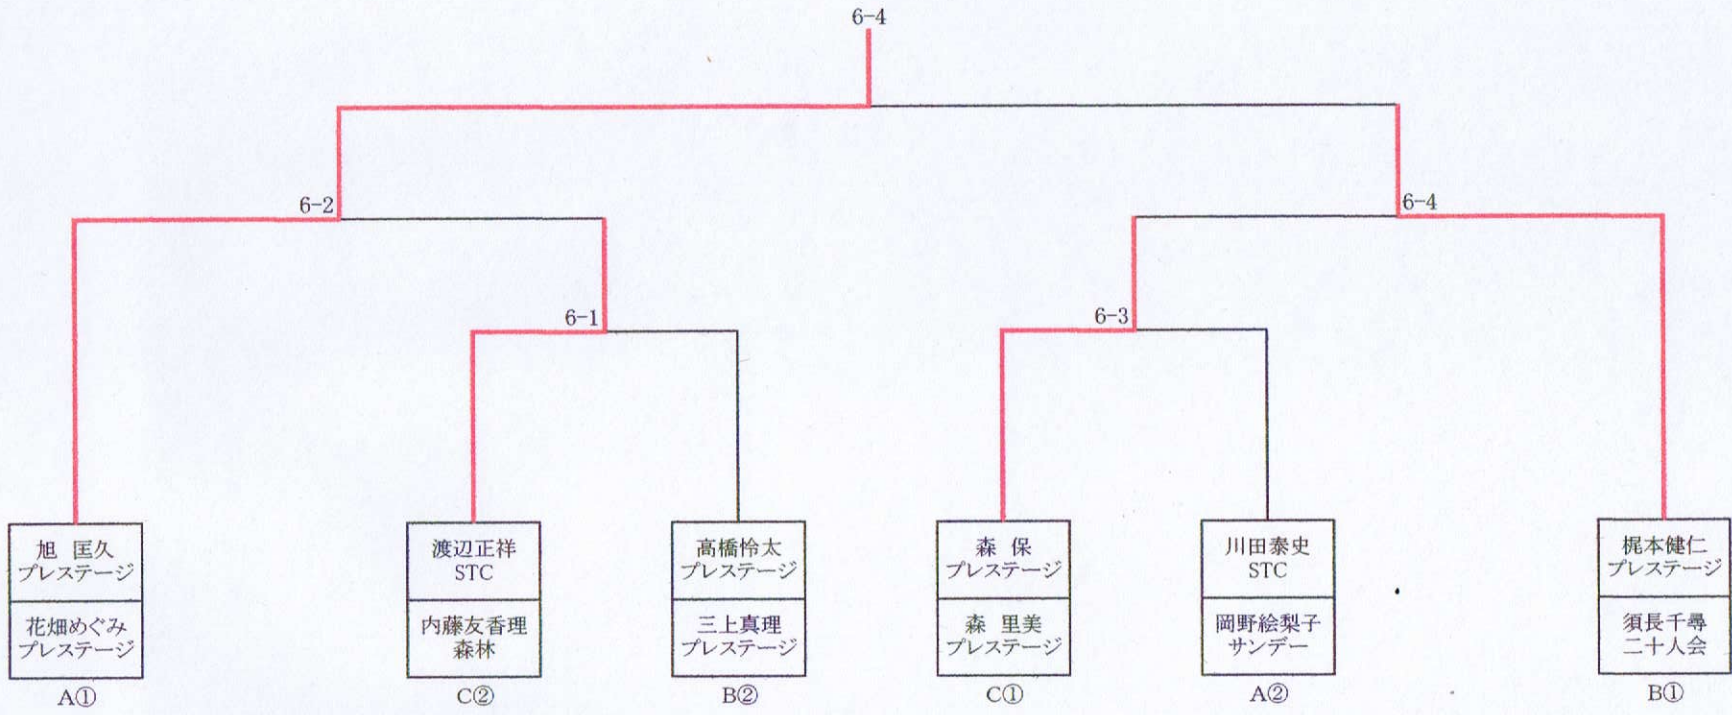 6-4
6-2
6-4
6-1
6-3
旭 匡久
プレステージ
花畑めぐみ
プレステージ
A①
渡辺正祥
STC
内藤友香理
森林
C②
高橋怜太
プレステージ
三上真理
プレステージ
B②
森 保
プレステージ
森 里美
プレステージ
C①
川田泰史
STC
岡野絵梨子
サンデー
A②
梶本健仁
プレステージ
須長千尋
二十人会
B①